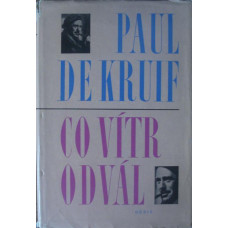 PAUL
DE KRUIF
CO VÍTR
ODVÁL